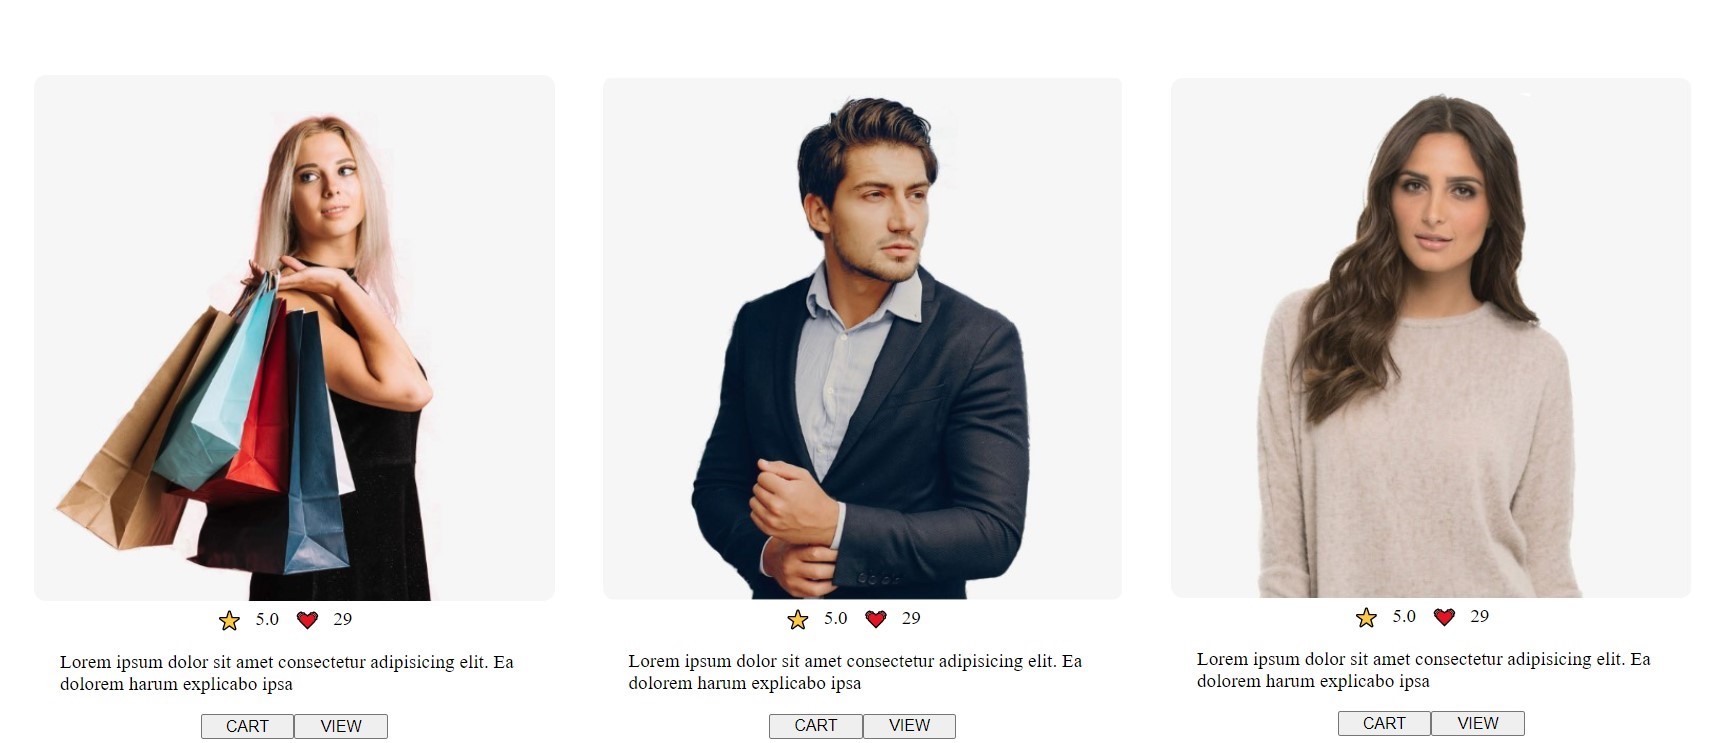 5.0 29
Lorem ipsum dolor sit amet consectetur adipisicing elit. Ea
dolorem harum explicabo ipsa
CART VIEW
5.0 29
Lorem ipsum dolor sit amet consectetur adipisicing elit. Ea
dolorem harum explicabo ipsa
CART VIEW
5.0 29
Lorem ipsum dolor sit amet consectetur adipisicing elit. Ea
dolorem harum explicabo ipsa
CART VIEW